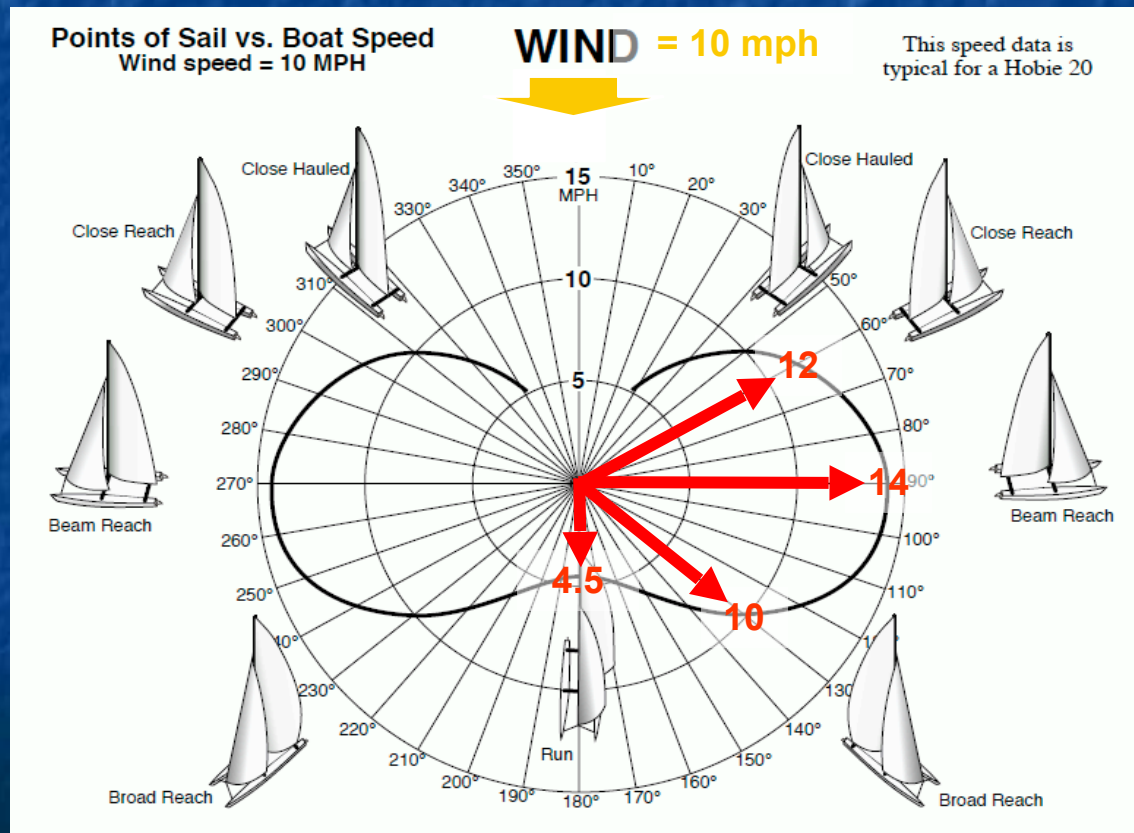 Points of Sail vs. Boat Speed
Wind speed = 10 MPH
WIND = 10 mph
This speed data is
typical for a Hobie 20
Close Hauled
Close Hauled
Close Reach
Close Reach
340°
350°
15
MPH
10°
20°
330°
30°
310°
10
50°
300°
60°
290°
5
12
70°
280°
80°
270°
14
90°
Beam Reach
Beam Reach
260°
100°
250°
4.5
10
110°
230°
130
220°
140°
210°
Run
150°
200°
190°
180°
170°
160°
Broad Reach
Broad Reach